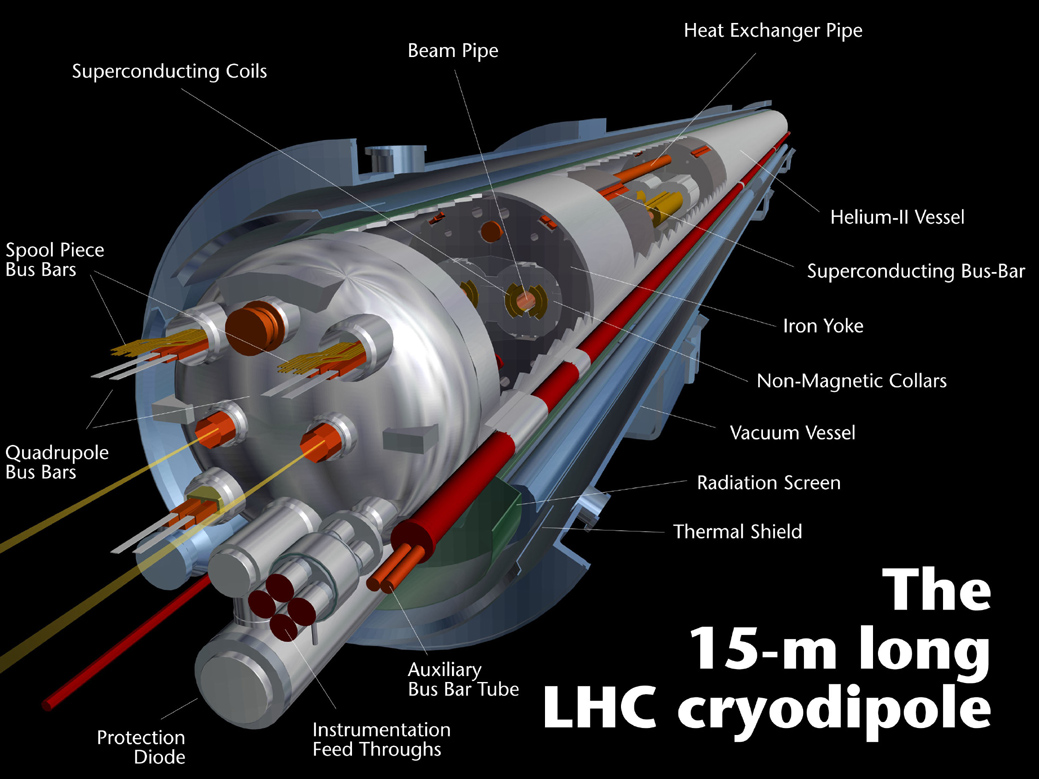 Heat Exchanger Pipe
Beam Pipe
Superconducting Coils
Helium-II Vessel
Spool Piece
Bus Bars
Superconducting Bus-Bar
Iron Yoke
Non-Magnetic Collars
Vacuum Vessel
Quadrupole
Bus Bars
Radiation Screen
Thermal Shield
The
15-m long
LHC cryodipole
Auxiliary
Bus Bar Tube
Instrumentation
Feed Throughs
Protection
Diode